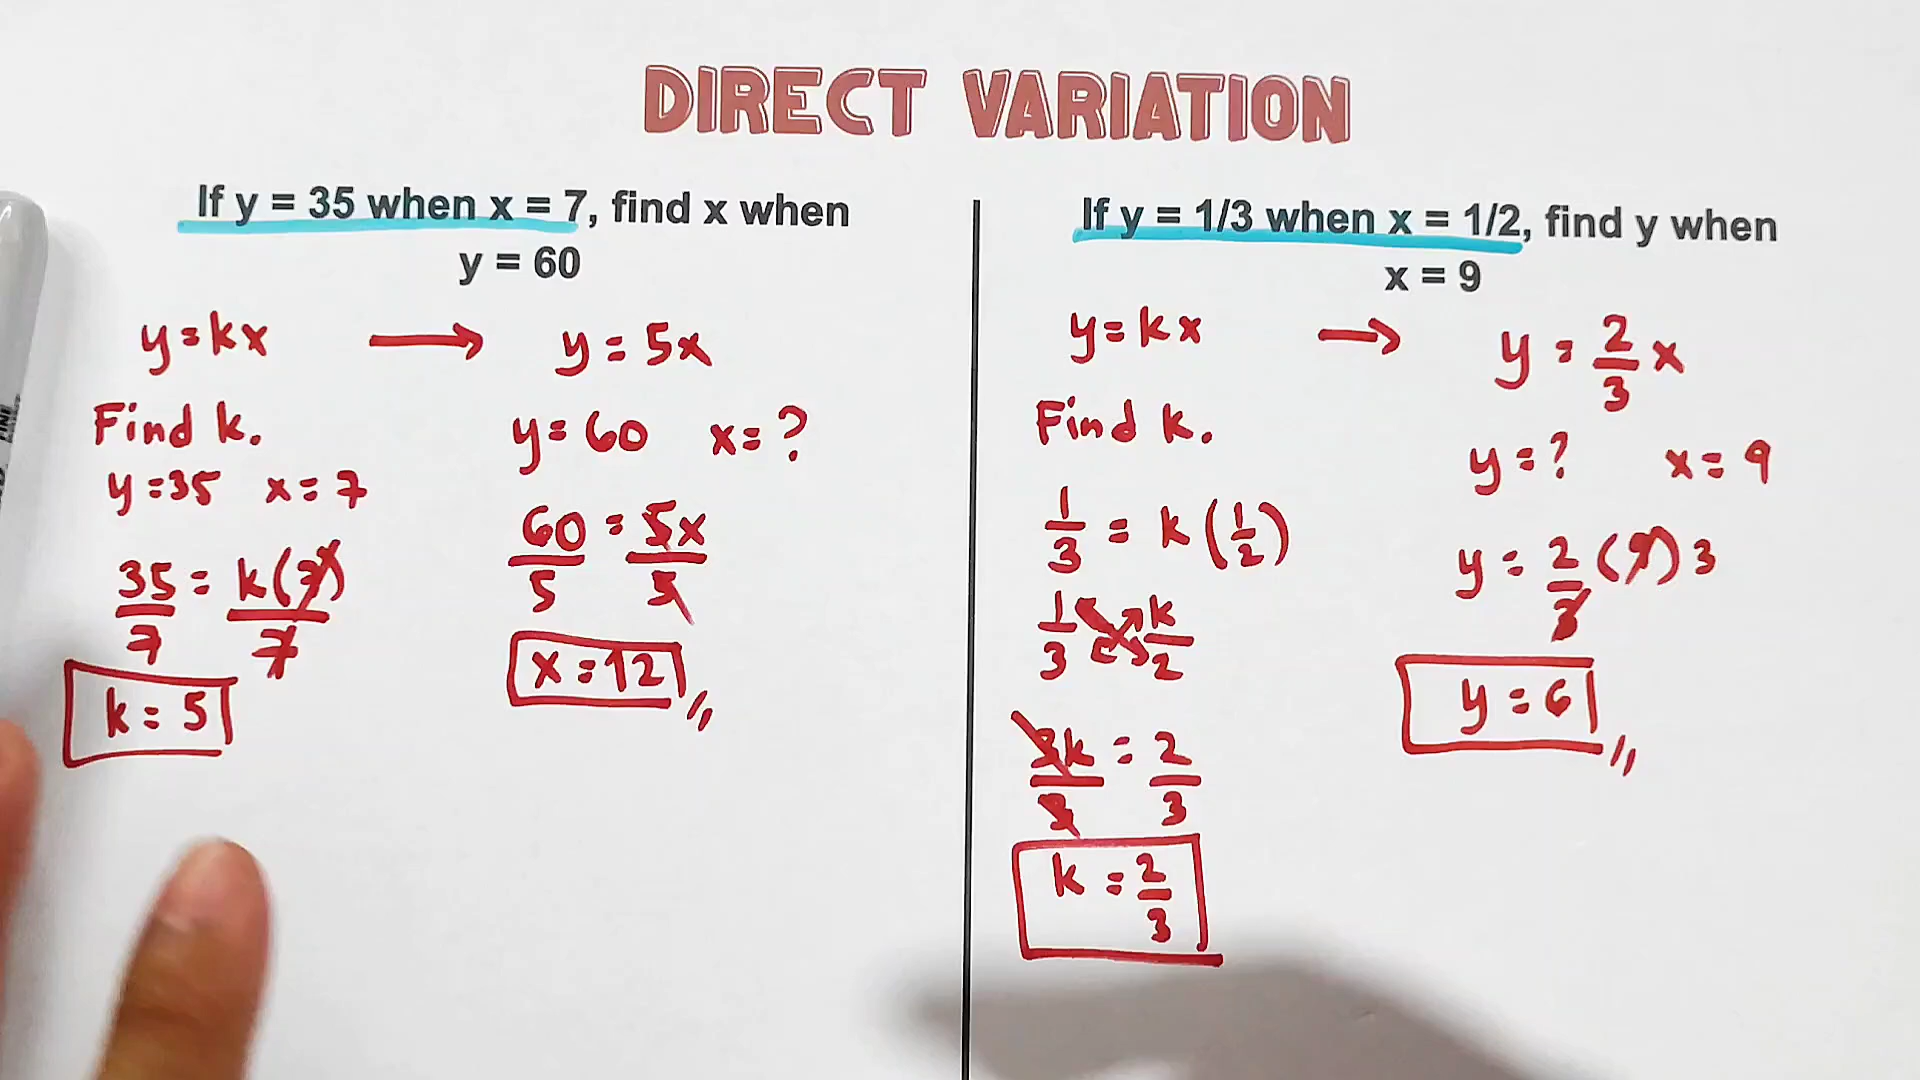 DIRECT VARIATION
If y = 35 when x = 7, find x when
y = 60
y = kx → y = 5x
Find k.
y = 60 x = ?
y = 35 x = 7
60/5 = 5x/5
35/7 = k(7)/7
x = 12
k = 5
If y = 1/3 when x = 1/2, find y when
x = 9
y = kx → y = 2/3 x
Find k.
y = ? x = 9
1/3 = k(1/2)
y = 2/3 (9) 3
1/3 k/2
y = 6
3k/3 = 2/3
k = 2/3